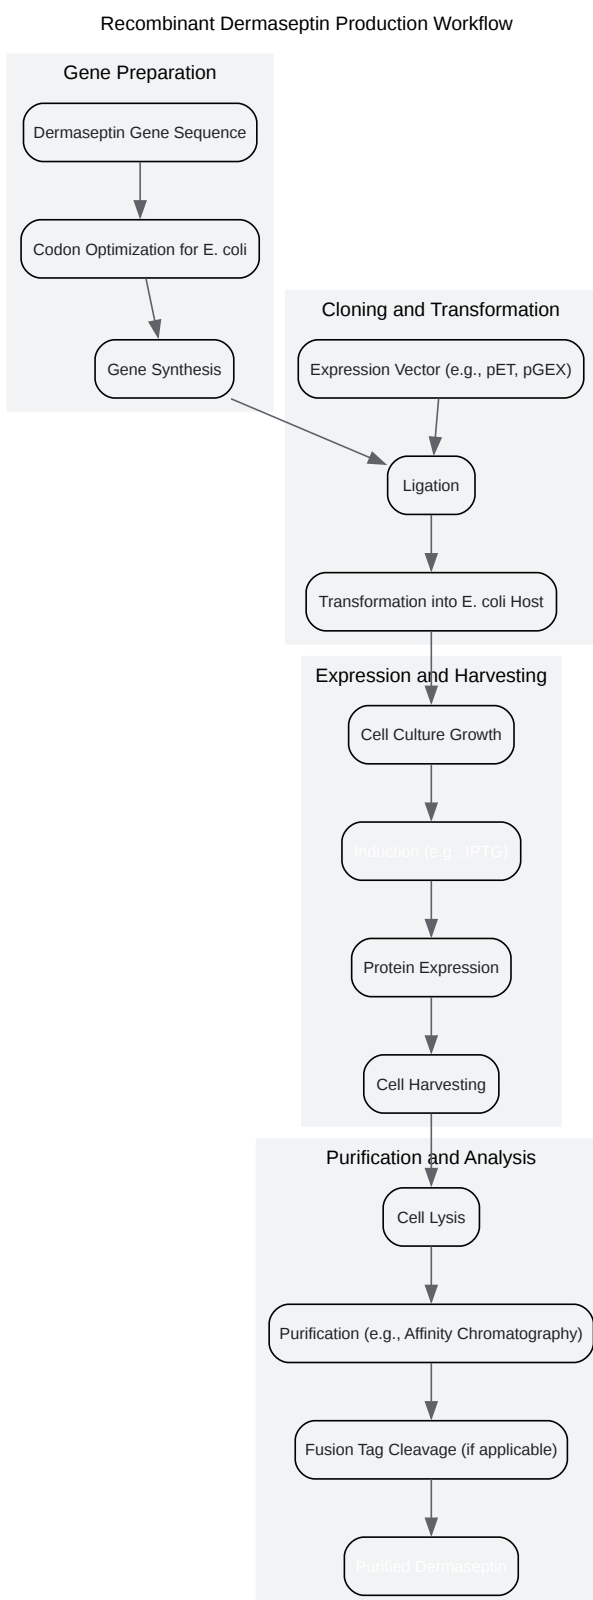 Recombinant Dermaseptin Production Workflow
Gene Preparation
Dermaseptin Gene Sequence
Codon Optimization for E. coli
Gene Synthesis
Cloning and Transformation
Expression Vector (e.g., pET, pGEX)
Ligation
Transformation into E. coli Host
Expression and Harvesting
Cell Culture Growth
Induction (e.g., IPTG)
Protein Expression
Cell Harvesting
Purification and Analysis
Cell Lysis
Purification (e.g., Affinity Chromatography)
Fusion Tag Cleavage (if applicable)
Purified Dermaseptin